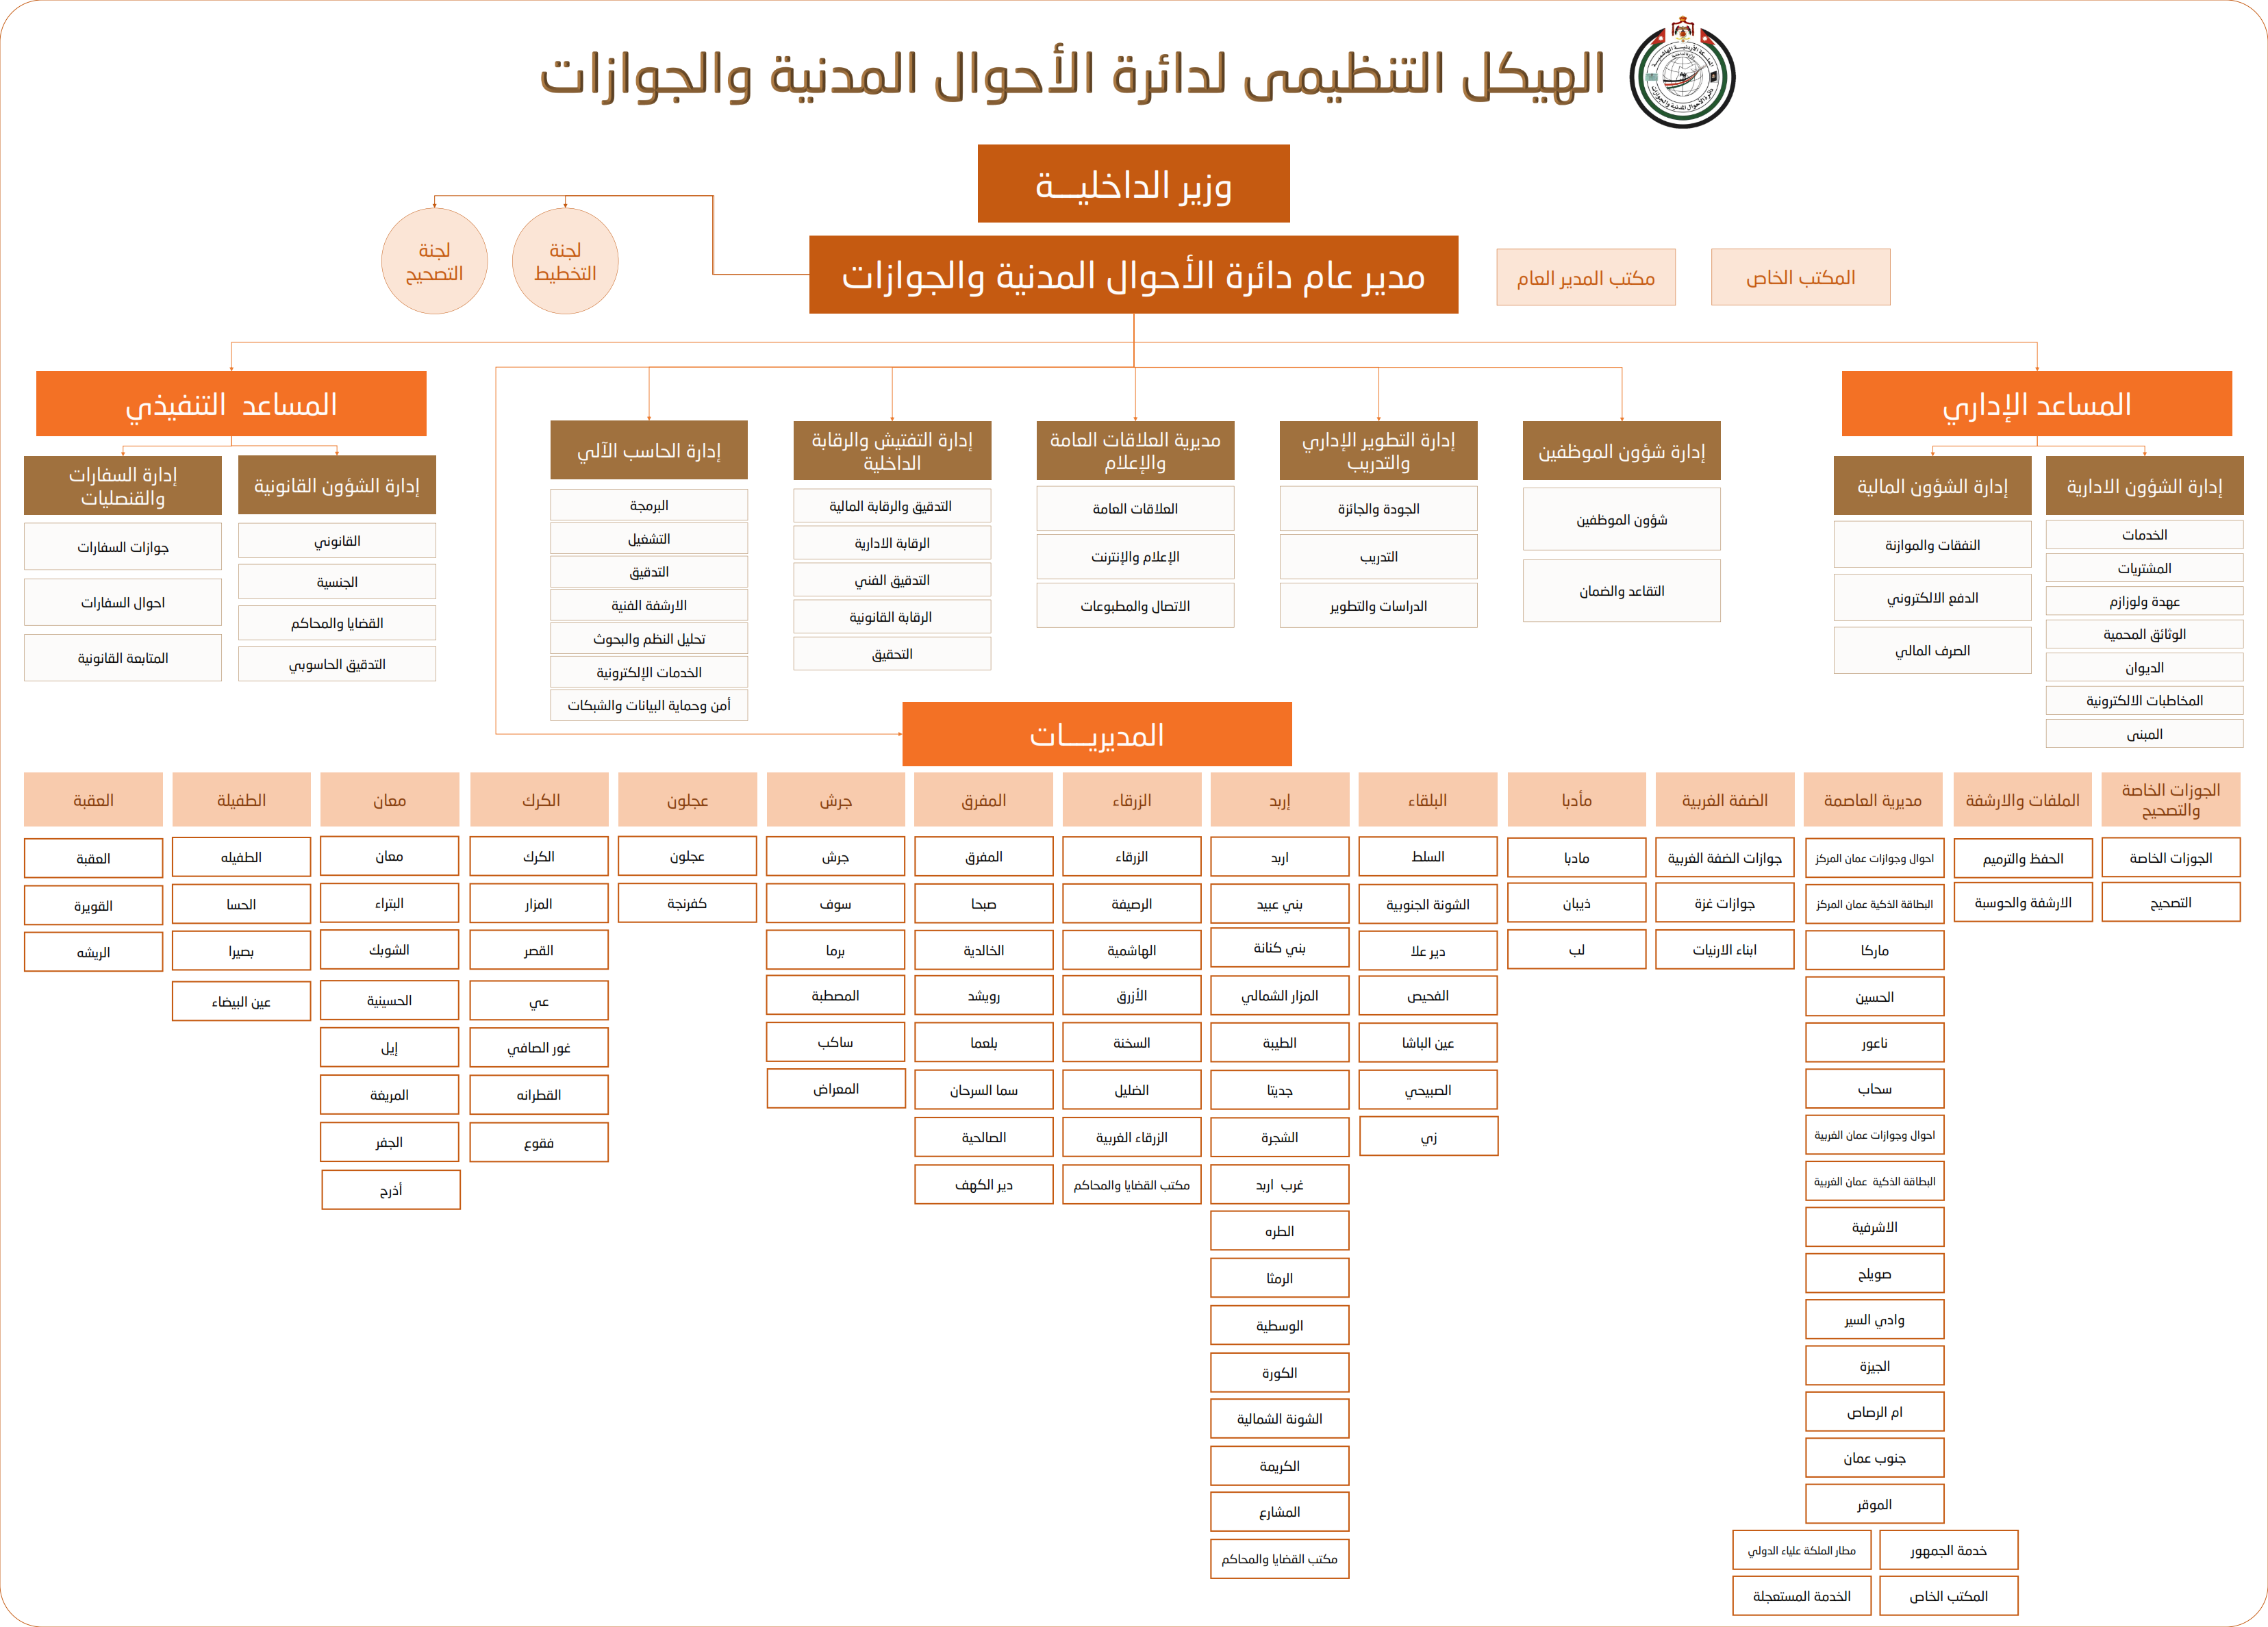 الهيكل التنظيمى لدائرة الأحوال المدنية والجوازات
وزير الداخليـــة
مدير عام دائرة الأحوال المدنية والجوازات
المكتب الخاص
مكتب المدير العام
لجنة
التخطيط
لجنة
التصحيح
المساعد الإداري
إدارة الشؤون الادارية
الخدمات
المشتريات
عهدة ولوزازم
الوثائق المحمية
الديوان
المخاطبات الالكترونية
المبنى
إدارة الشؤون المالية
النفقات والموازنة
الدفع الالكتروني
الصرف المالي
إدارة شؤون الموظفين
شؤون الموظفين
التقاعد والضمان
إدارة التطوير الإداري
والتدريب
الجودة والجائزة
التدريب
الدراسات والتطوير
مديرية العلاقات العامة
والإعلام
العلاقات العامة
الإعلام والإنترنت
الاتصال والمطبوعات
إدارة التفتيش والرقابة
الداخلية
التدقيق والرقابة المالية
الرقابة الادارية
التدقيق الفني
الرقابة القانونية
التحقيق
إدارة الحاسب الآلي
البرمجة
التشغيل
التدقيق
الارشفة الفنية
تحليل النظم والبحوث
الخدمات الإلكترونية
أمن وحماية البيانات والشبكات
المساعد التنفيذي
إدارة الشؤون القانونية
القانوني
الجنسية
القضايا والمحاكم
التدقيق الحاسوبي
إدارة السفارات
والقنصليات
جوازات السفارات
احوال السفارات
المتابعة القانونية
المديريـــات
الجوزات الخاصة
والتصحيح
الجوزات الخاصة
التصحيح
الملفات والارشفة
الحفظ والترميم
الارشفة والحوسبة
مديرية العاصمة
احوال وجوازات عمان المركز
البطاقة الذكية عمان المركز
ماركا
الحسين
ناعور
سحاب
احوال وجوازات عمان الغربية
البطاقة الذكية عمان الغربية
الاشرفية
صويلح
وادي السير
الجيزة
ام الرصاص
جنوب عمان
الموقر
خدمة الجمهور
مطار الملكة علياء الدولي
المكتب الخاص
الخدمة المستعجلة
الضفة الغربية
جوازات الضفة الغربية
جوازات غزة
ابناء الارنيات
مأدبا
مادبا
ذيبان
لب
البلقاء
السلط
الشونة الجنوبية
دير علا
الفحيص
عين الباشا
الصبيحي
زي
إربد
اربد
بني عبيد
بني كنانة
المزار الشمالي
الطيبة
جديتا
الشجرة
غرب اربد
الطره
الرمثا
الوسطية
الكورة
الشونة الشمالية
الكريمة
المشارع
مكتب القضايا والمحاكم
الزرقاء
الزرقاء
الرصيفة
الهاشمية
الأزرق
السخنة
الضليل
الزرقاء الغربية
مكتب القضايا والمحاكم
المفرق
المفرق
صبحا
الخالدية
رويشد
بلعما
سما السرحان
الصالحية
دير الكهف
جرش
جرش
سوف
برما
المصطبة
ساكب
المعراض
عجلون
عجلون
كفرنجة
الكرك
الكرك
المزار
القصر
عي
غور الصافي
القطرانه
فقوع
معان
معان
البتراء
الشوبك
الحسينية
إيل
المريغة
الجفر
أذرح
الطفيلة
الطفيله
الحسا
بصيرا
عين البيضاء
العقبة
العقبة
القويرة
الريشه